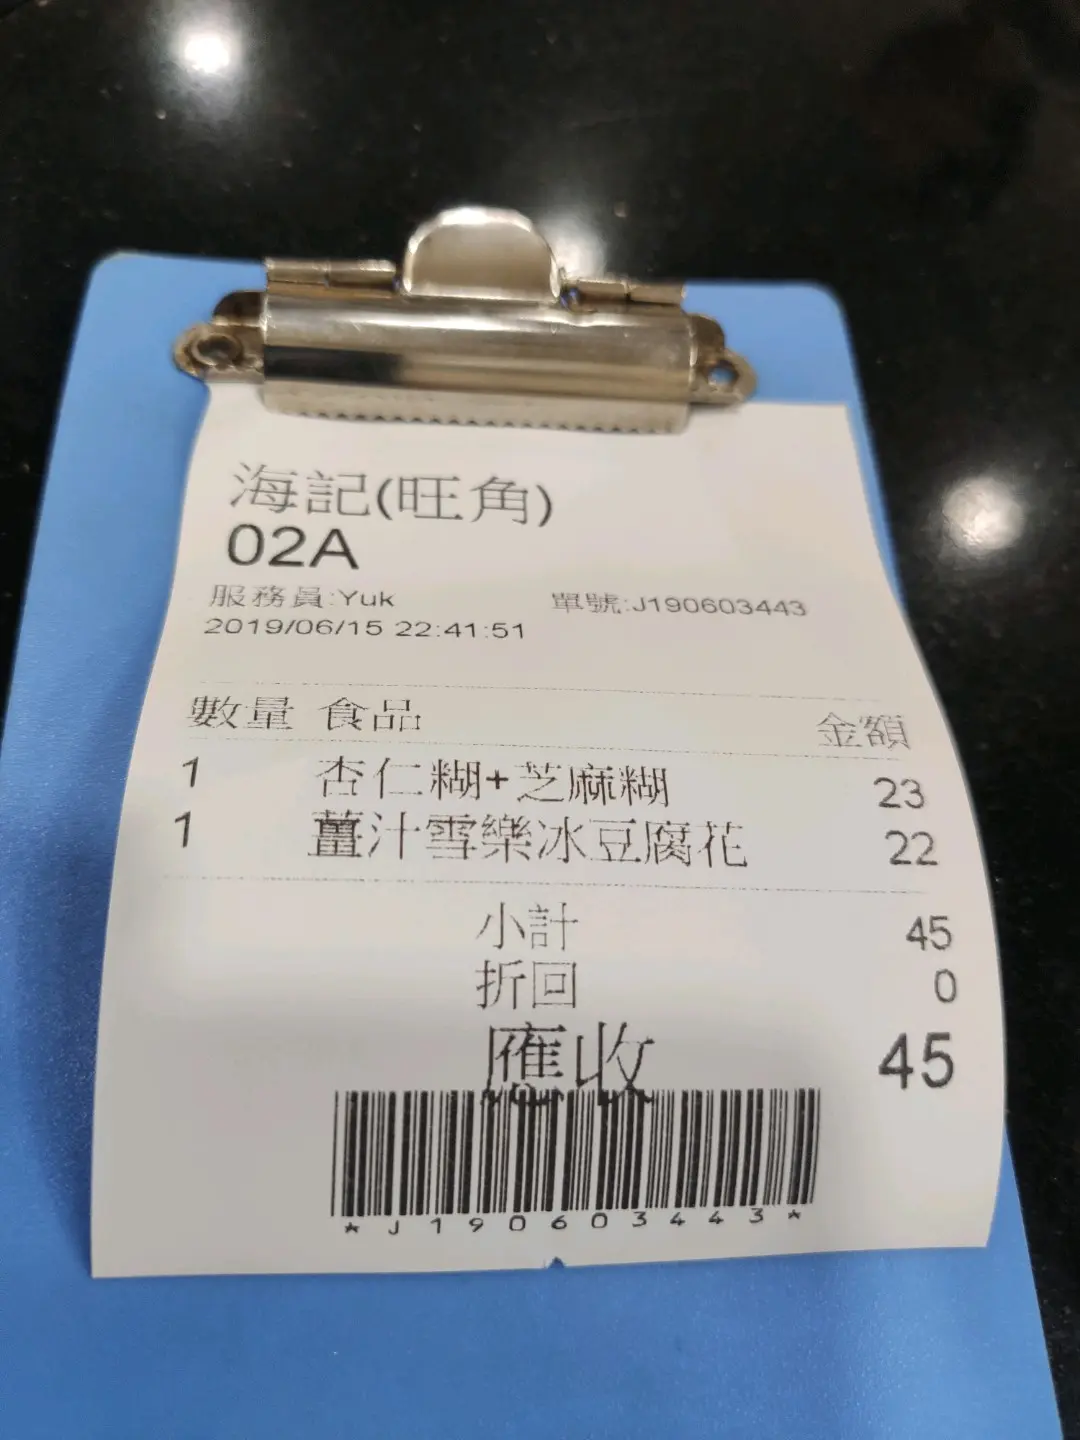 海記(旺角)
02A
服務員:Yuk 單號:J190603443
2019/06/15 22:41:51
數量 食品 金額
1 杏仁糊+芝麻糊 23
1 薑汁雪樂冰豆腐花 22
小計 45
折回 0
應收 45
*J190603443*